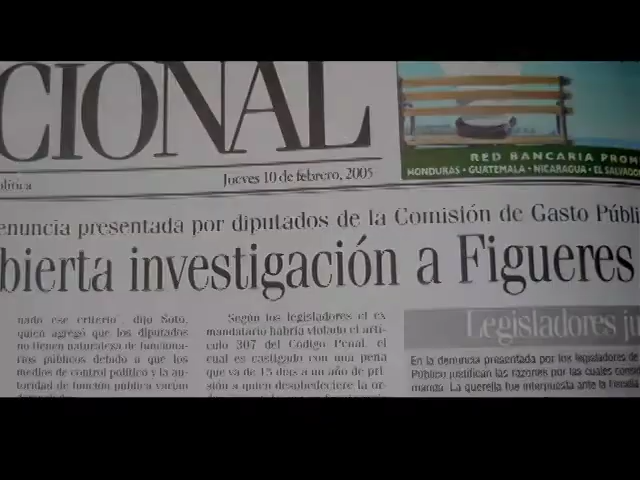 CIONAL
RED BANCARIA PROM
HONDURAS · GUATEMALA · NICARAGUA · EL SALVADOR
olítica
Jueves 10 de febrero, 2005
enuncia presentada por diputados de la Comisión de Gasto Públi
bierta investigación a Figueres
nado ese criterio", dijo Soto,
quien agregó que los diputados
no tienen naturaleza de funciona-
rios públicos debido a que los
medios de control político y la au-
toridad de función pública varían
Según los legisladores el ex
mandatario habría violado el artí-
culo 307 del Código Penal, el
cual es castigado con una pena
que va de 15 días a un año de pri-
sión a quien desobedeciere la or-
Legisladores ju
En la denuncia presentada por los legisladores de
Público justifican las razones por las cuales consid
manda. La querella fue interpuesta ante la Fiscalía